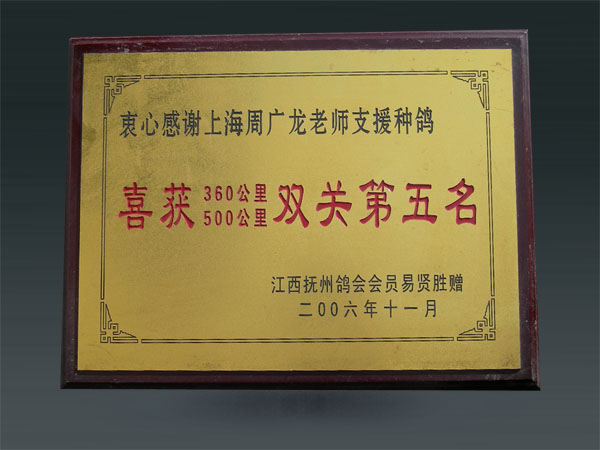 衷心感谢上海周广龙老师支援种鸽
喜获 360公里 500公里 双关第五名
江西抚州鸽会会员易贤胜赠
二00六年十一月